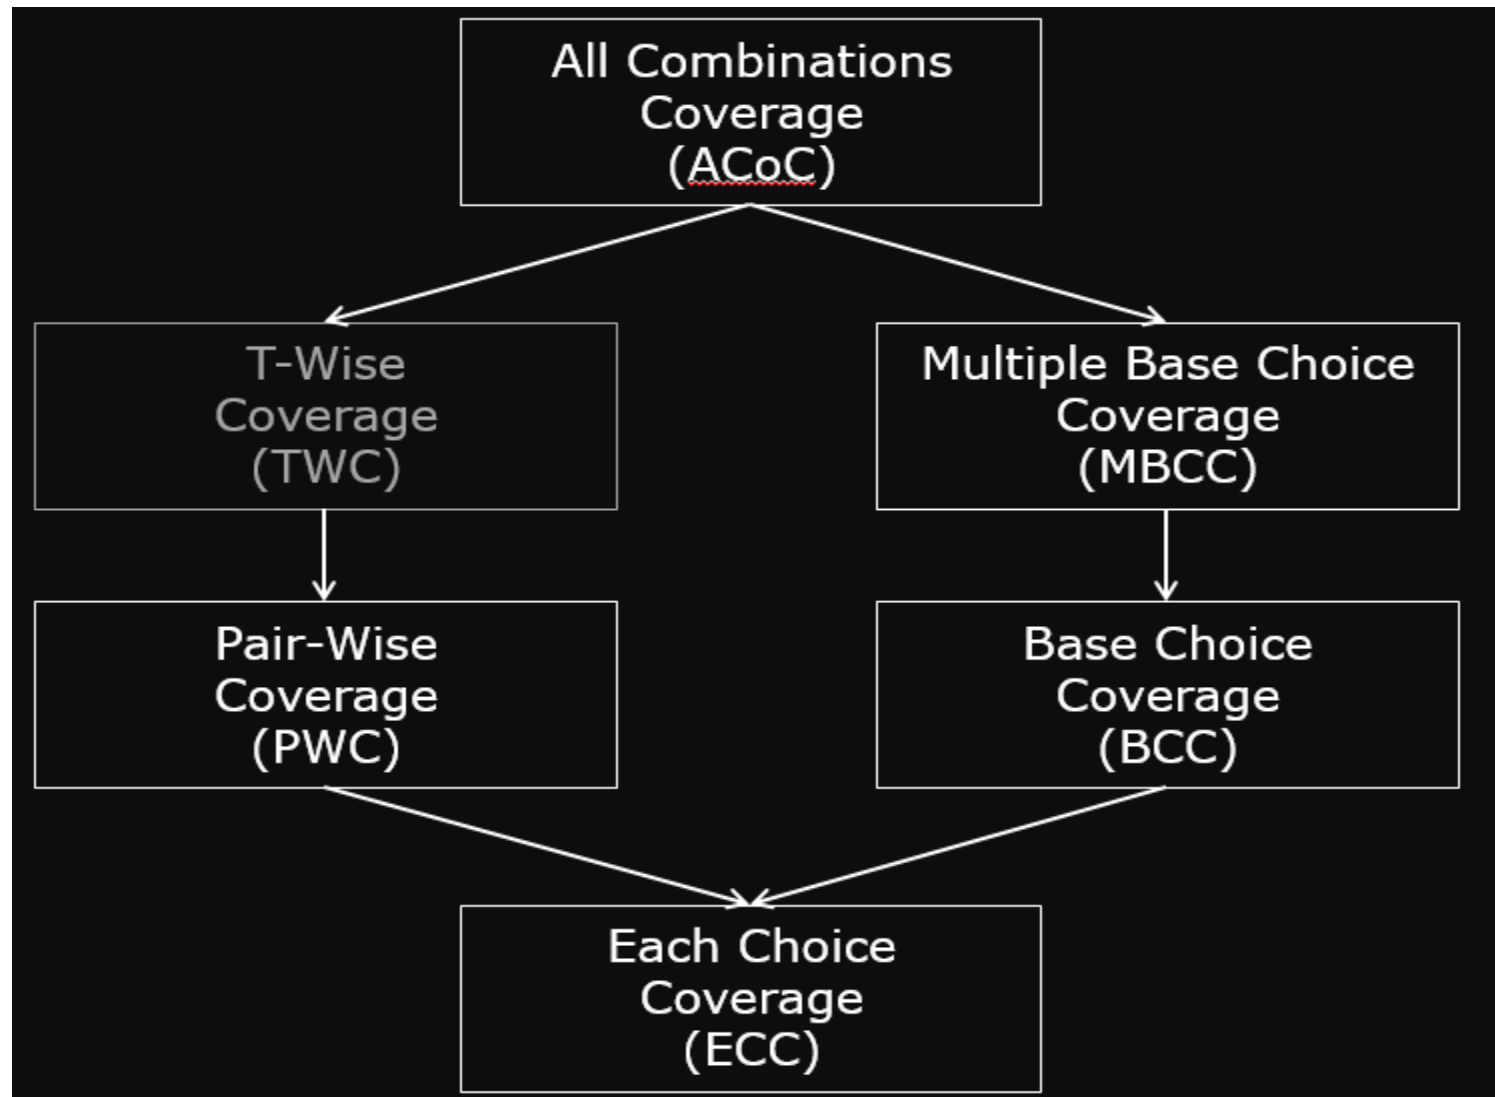 All Combinations
Coverage
(ACoC)
T-Wise
Coverage
(TWC)
Multiple Base Choice
Coverage
(MBCC)
Pair-Wise
Coverage
(PWC)
Base Choice
Coverage
(BCC)
Each Choice
Coverage
(ECC)